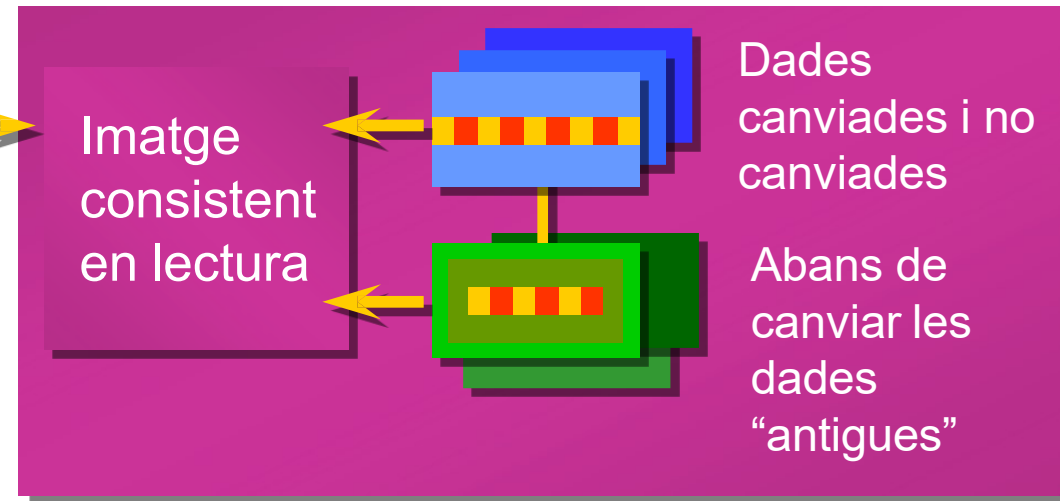 Imatge
consistent
en lectura
Dades
canviades i no
canviades
Abans de
canviar les
dades
“antigues”